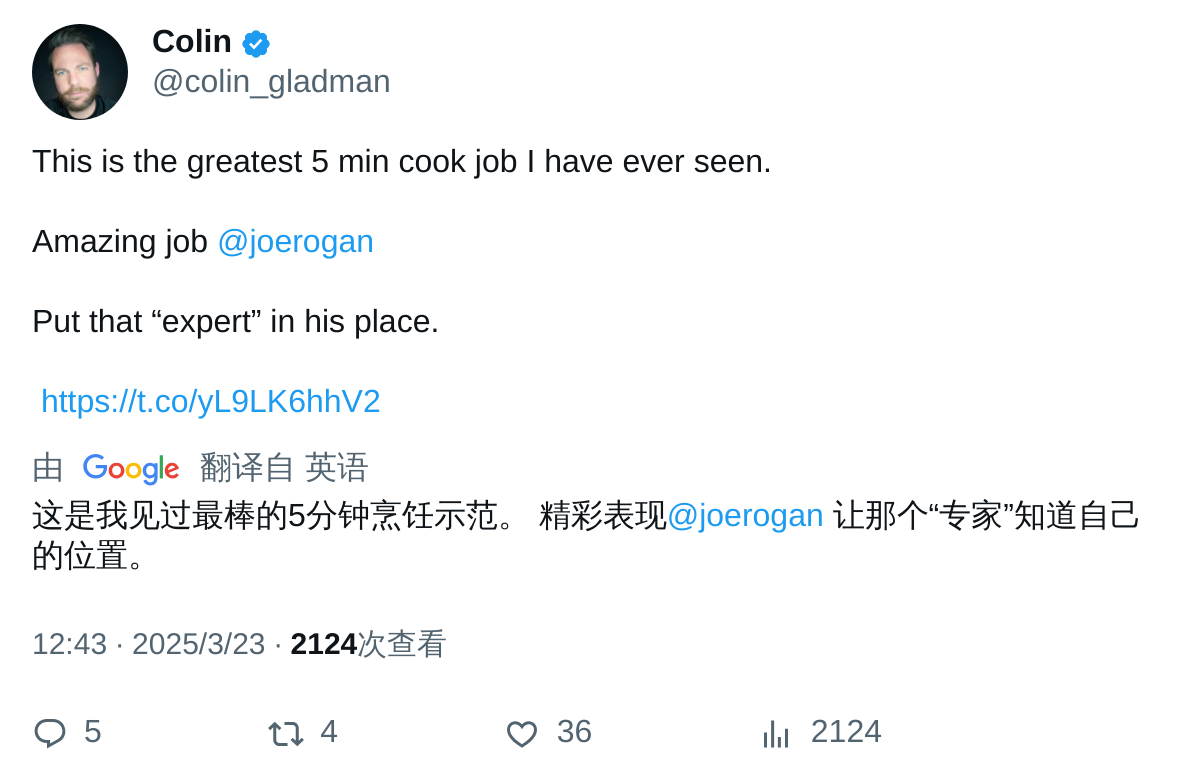 Colin
@colin_gladman
This is the greatest 5 min cook job I have ever seen.
Amazing job @joerogan
Put that “expert” in his place.
https://t.co/yL9LK6hhV2
由 Google 翻译自 英语
这是我见过最棒的5分钟烹饪示范。 精彩表现@joerogan 让那个“专家”知道自己
的位置。
12:43 · 2025/3/23 · 2124次查看
5 4 36 2124